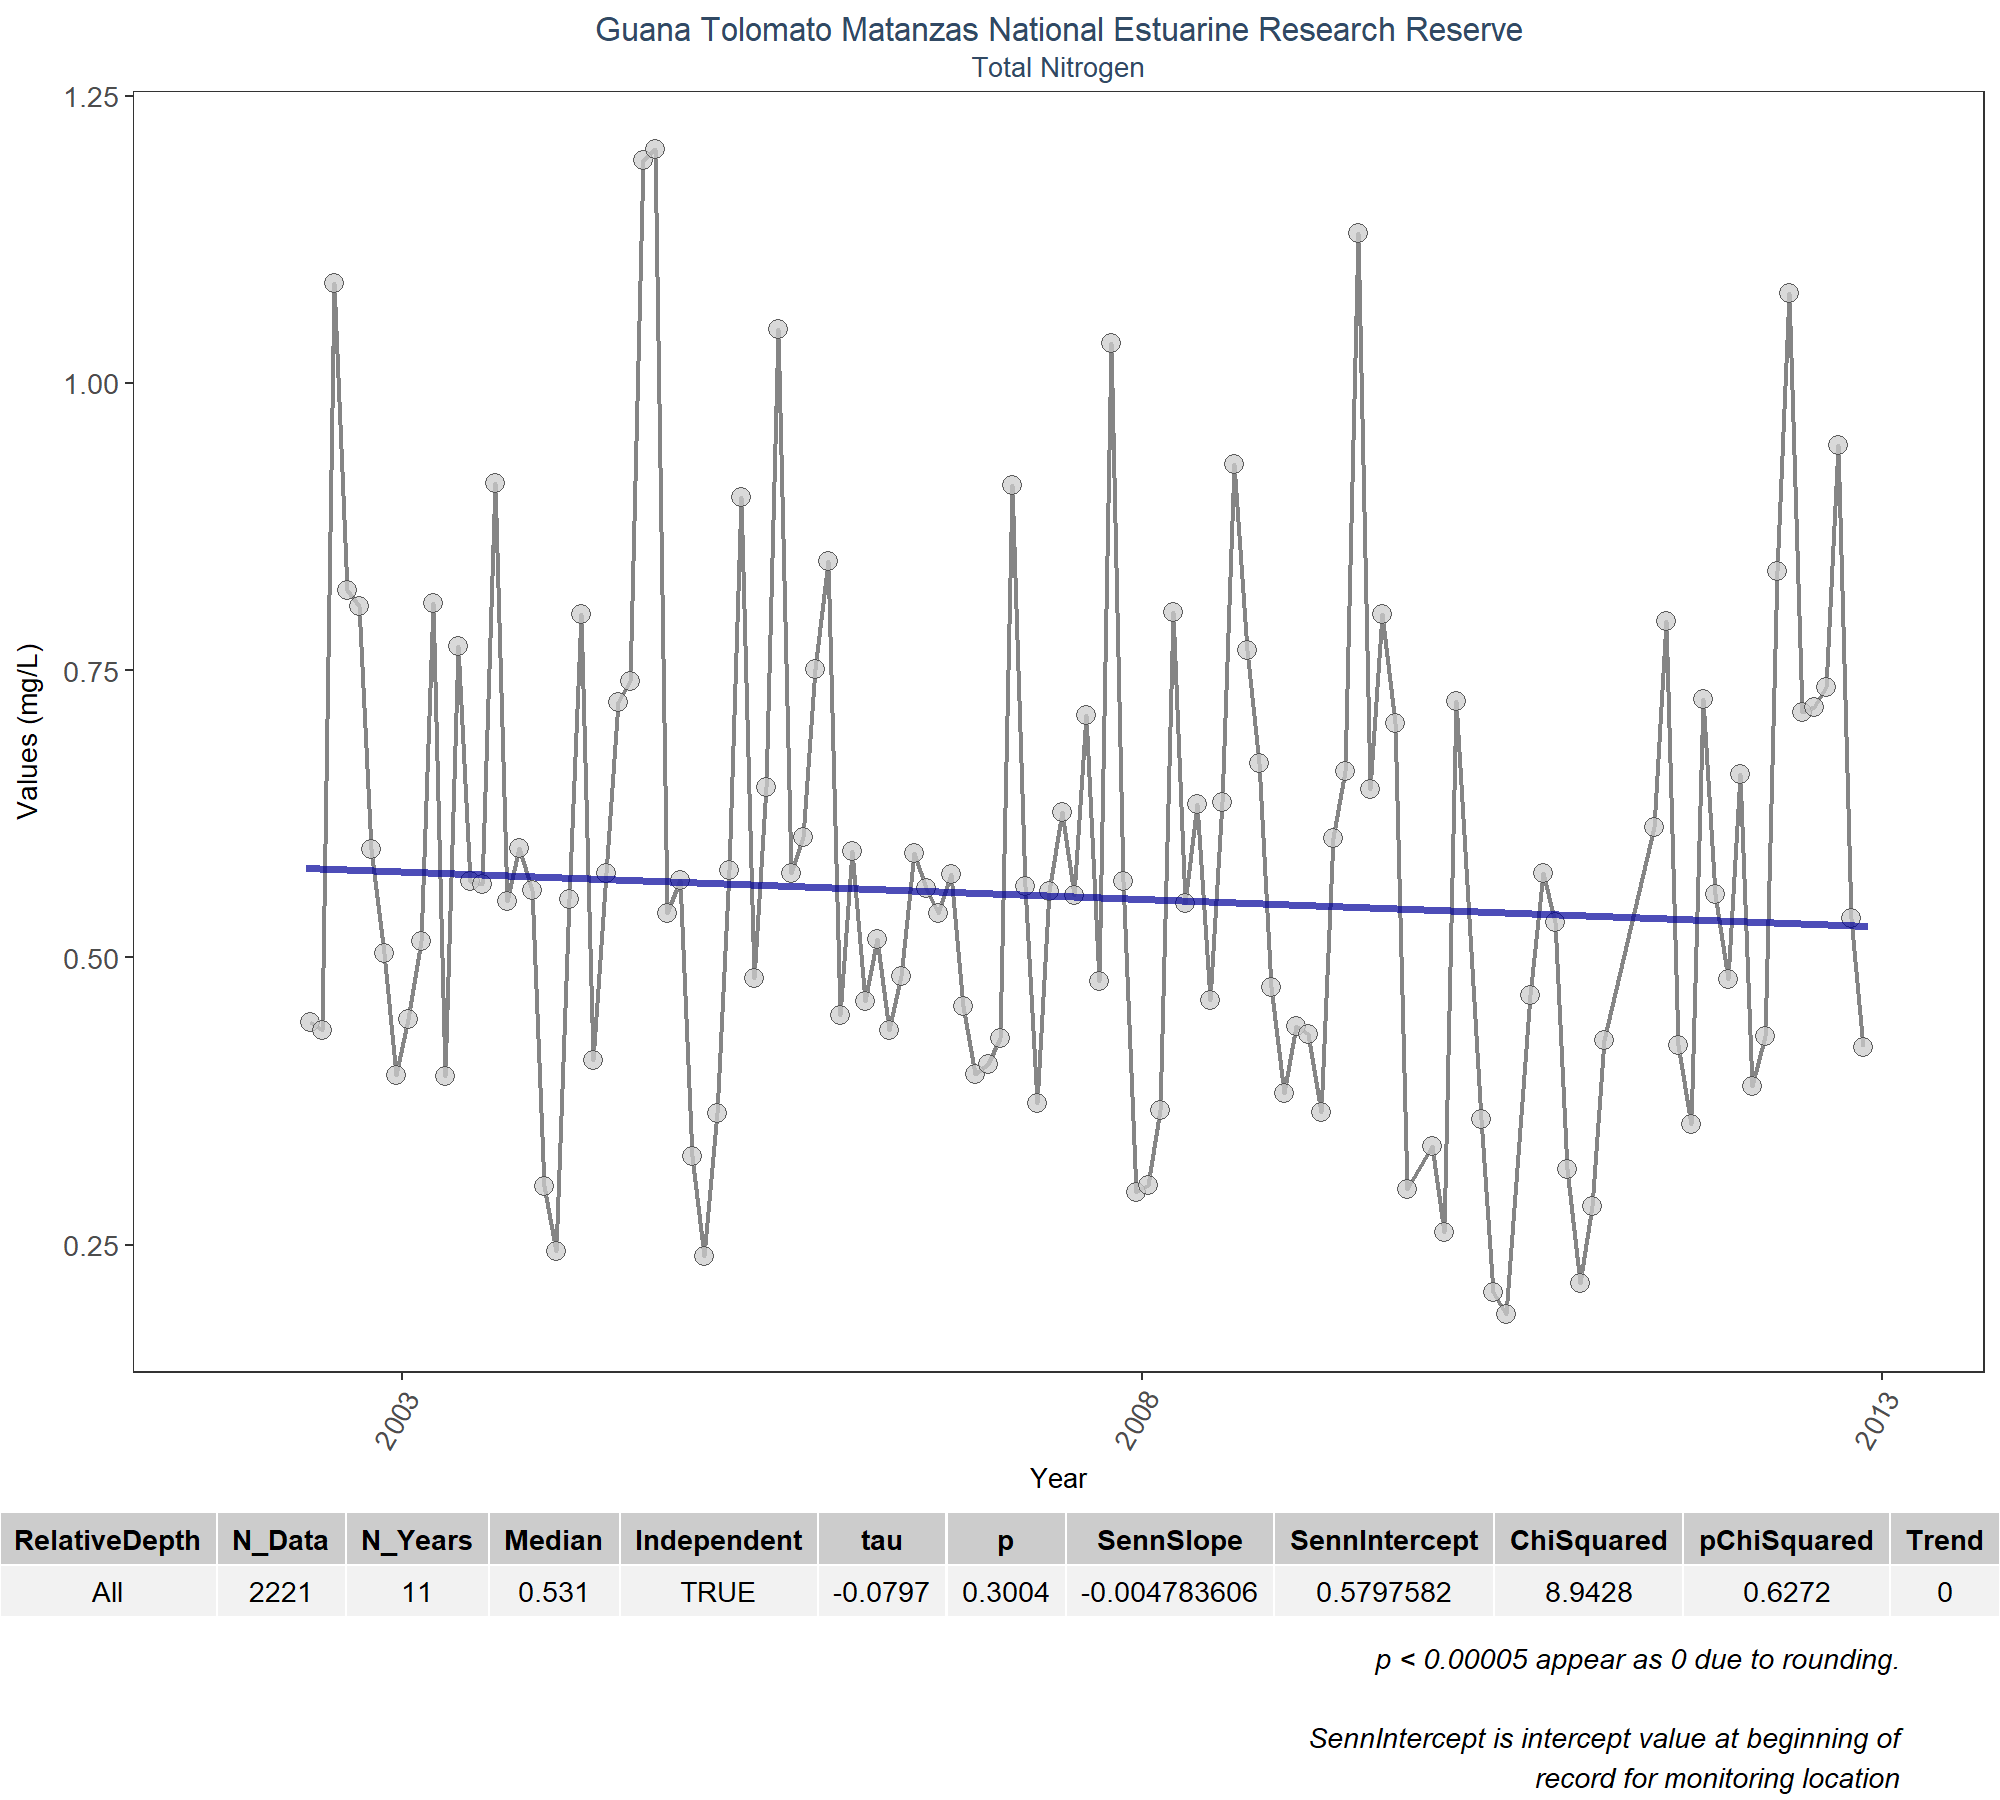 Guana Tolomato Matanzas National Estuarine Research Reserve
Total Nitrogen
1.25
1.00
0.75
0.50
0.25
Values (mg/L)
2003 2008 2013
Year
RelativeDepth N_Data N_Years Median Independent tau p SennSlope SennIntercept ChiSquared pChiSquared Trend
All 2221 11 0.531 TRUE -0.0797 0.3004 -0.004783606 0.5797582 8.9428 0.6272 0
p < 0.00005 appear as 0 due to rounding.
SennIntercept is intercept value at beginning of
record for monitoring location